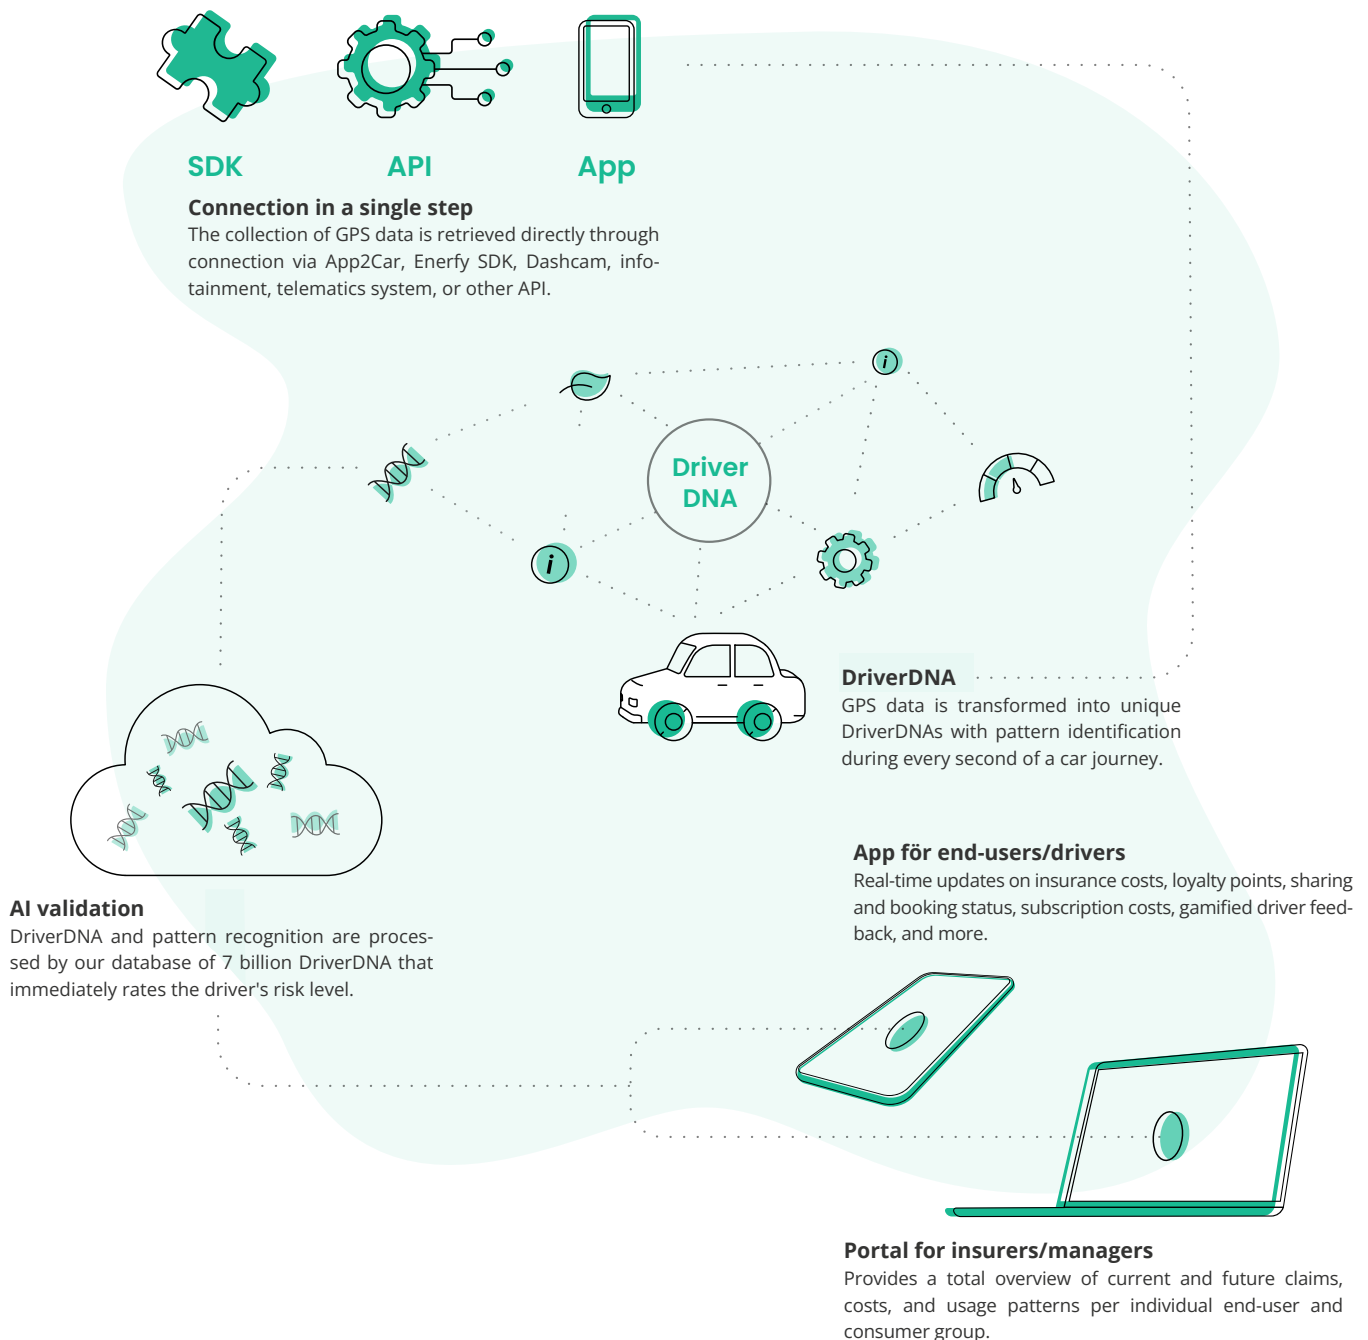 SDK
API
App
Connection in a single step
The collection of GPS data is retrieved directly through
connection via App2Car, Enerfy SDK, Dashcam, info-
tainment, telematics system, or other API.
i
Driver
DNA
i
DriverDNA
GPS data is transformed into unique
DriverDNAs with pattern identification
during every second of a car journey.
App för end-users/drivers
Real-time updates on insurance costs, loyalty points, sharing
and booking status, subscription costs, gamified driver feed-
back, and more.
AI validation
DriverDNA and pattern recognition are proces-
sed by our database of 7 billion DriverDNA that
immediately rates the driver's risk level.
Portal for insurers/managers
Provides a total overview of current and future claims,
costs, and usage patterns per individual end-user and
consumer group.